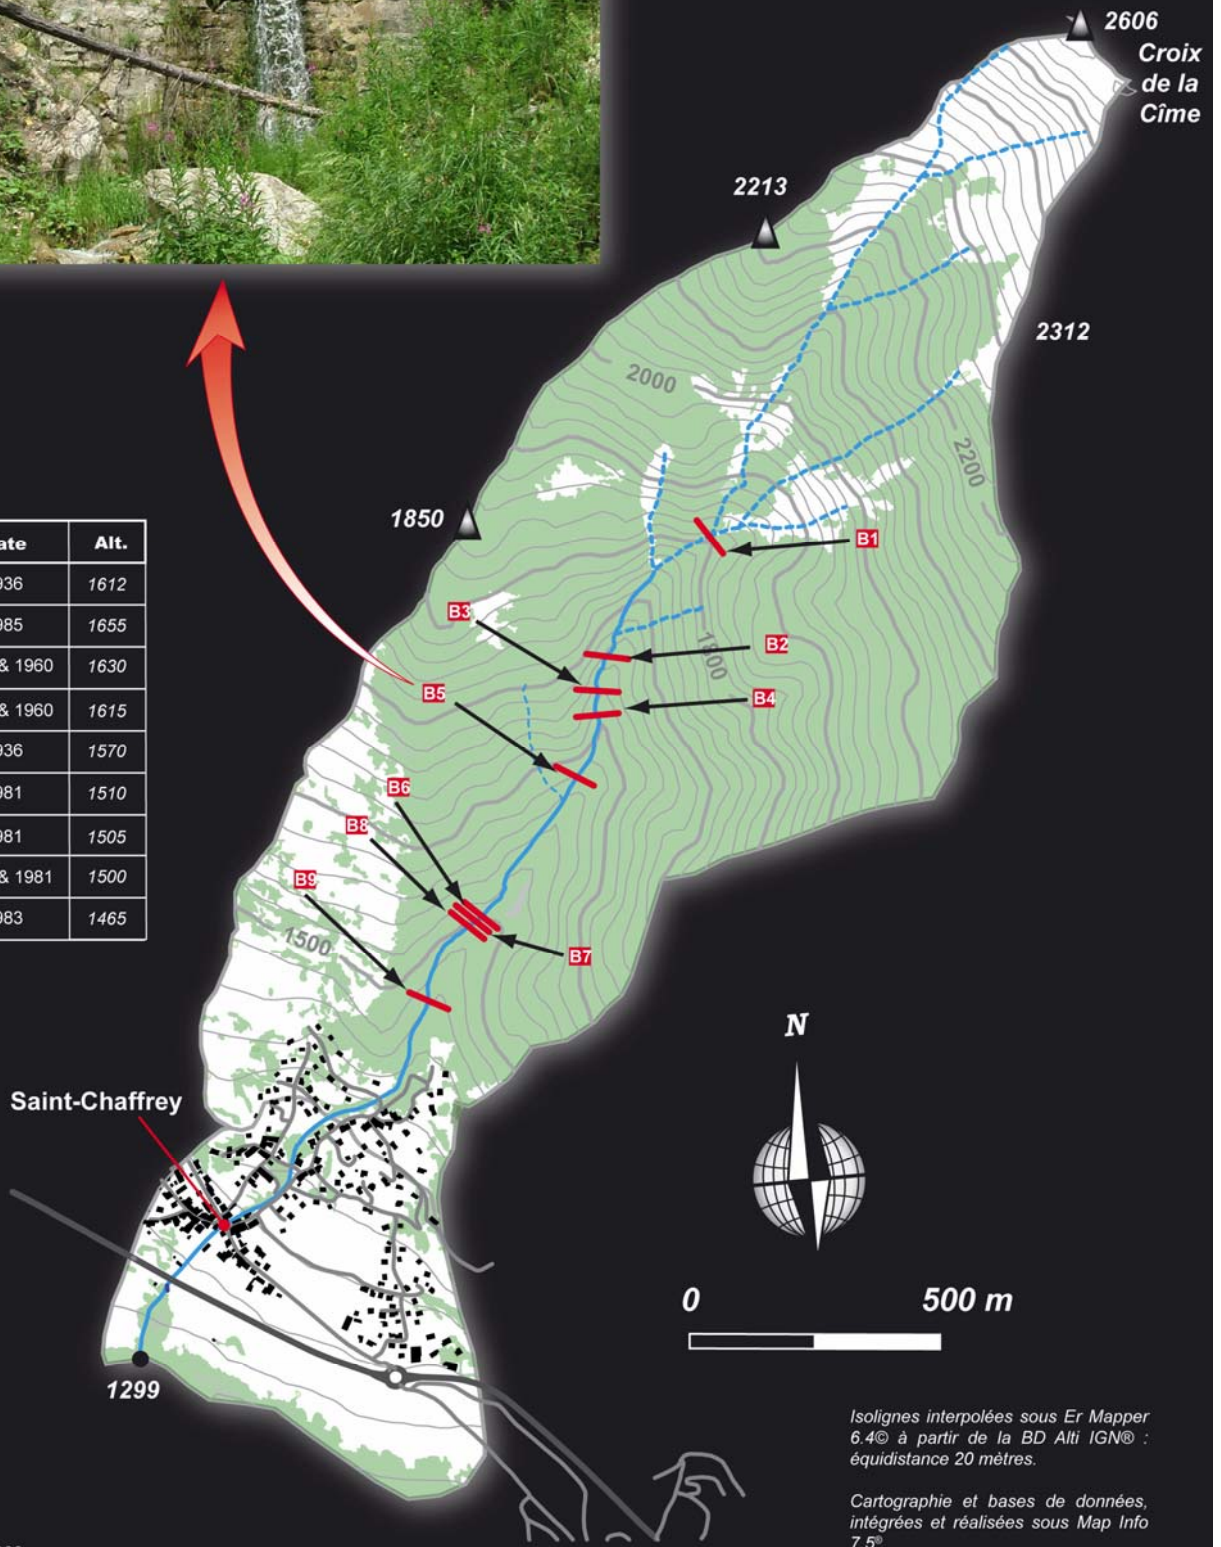 2606
Croix
de la
Cîme
2213
2312
2000
2200
1850
B1
B3
B2
1800
B5
B4
ate Alt.
936 1612
985 1655
& 1960 1630
& 1960 1615
936 1570
981 1510
981 1505
& 1981 1500
983 1465
B6
B8
B9
1500
B7
N
Saint-Chaffrey
0 500 m
1299
Isolignes interpolées sous Er Mapper
6.4© à partir de la BD Alti IGN® :
équidistance 20 mètres.
Cartographie et bases de données,
intégrées et réalisées sous Map Info
7.5®